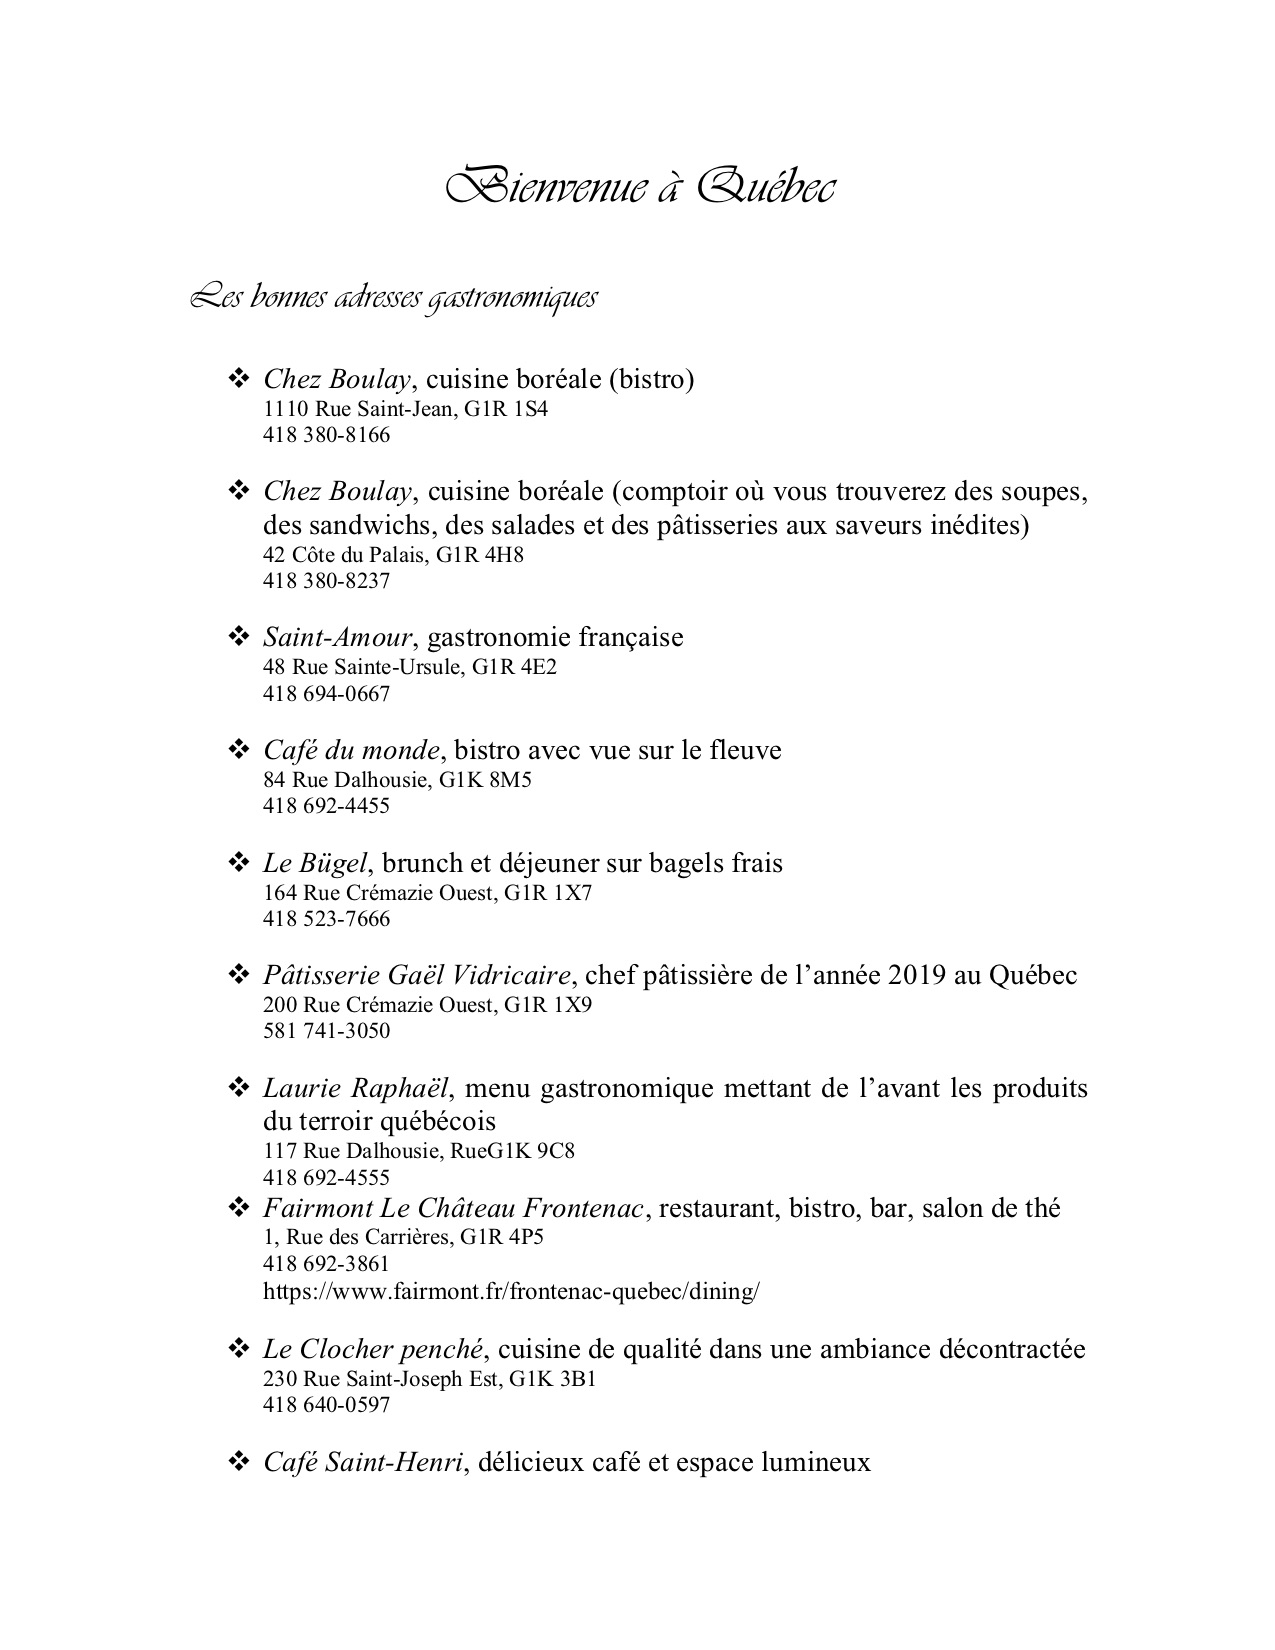 Bienvenue à Québec
Les bonnes adresses gastronomiques
❖ Chez Boulay, cuisine boréale (bistro)
1110 Rue Saint-Jean, G1R 1S4
418 380-8166
❖ Chez Boulay, cuisine boréale (comptoir où vous trouverez des soupes,
des sandwichs, des salades et des pâtisseries aux saveurs inédites)
42 Côte du Palais, G1R 4H8
418 380-8237
❖ Saint-Amour, gastronomie française
48 Rue Sainte-Ursule, G1R 4E2
418 694-0667
❖ Café du monde, bistro avec vue sur le fleuve
84 Rue Dalhousie, G1K 8M5
418 692-4455
❖ Le Bügel, brunch et déjeuner sur bagels frais
164 Rue Crémazie Ouest, G1R 1X7
418 523-7666
❖ Pâtisserie Gaël Vidricaire, chef pâtissière de l’année 2019 au Québec
200 Rue Crémazie Ouest, G1R 1X9
581 741-3050
❖ Laurie Raphaël, menu gastronomique mettant de l’avant les produits
du terroir québécois
117 Rue Dalhousie, RueG1K 9C8
418 692-4555
❖ Fairmont Le Château Frontenac, restaurant, bistro, bar, salon de thé
1, Rue des Carrières, G1R 4P5
418 692-3861
https://www.fairmont.fr/frontenac-quebec/dining/
❖ Le Clocher penché, cuisine de qualité dans une ambiance décontractée
230 Rue Saint-Joseph Est, G1K 3B1
418 640-0597
❖ Café Saint-Henri, délicieux café et espace lumineux